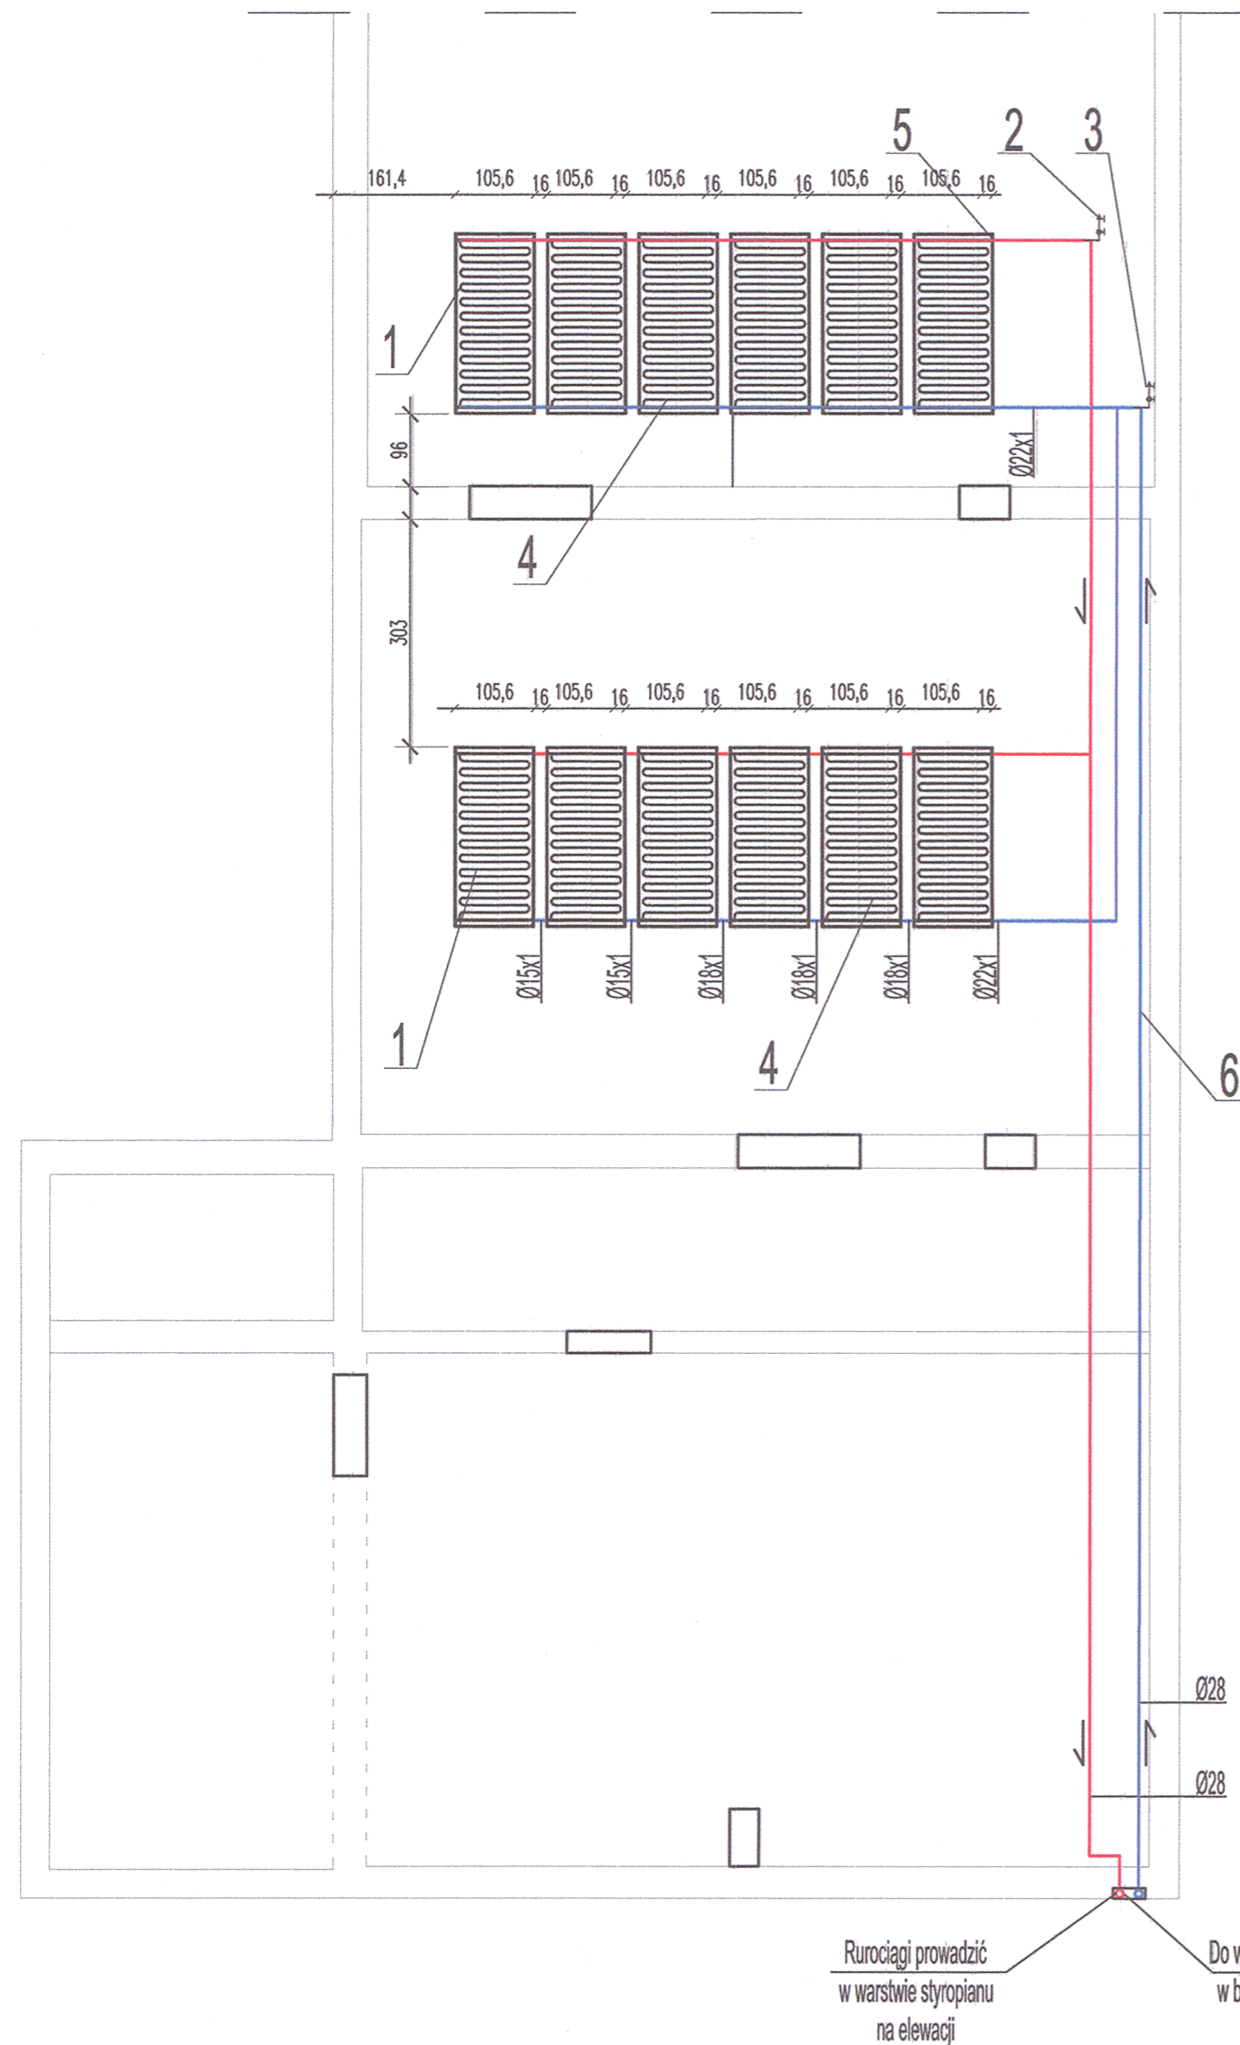 5
2
3
161,4 105,6 16 105,6 16 105,6 16 105,6 16 105,6 16 105,6 16
1
96
Ø22x1
4
303
105,6 16 105,6 16 105,6 16 105,6 16 105,6 16 105,6 16
Ø15x1 Ø15x1 Ø18x1 Ø18x1 Ø18x1 Ø22x1
1
4
6
Ø28
Ø28
Rurociągi prowadzić
w warstwie styropianu
na elewacji
Do w
w b